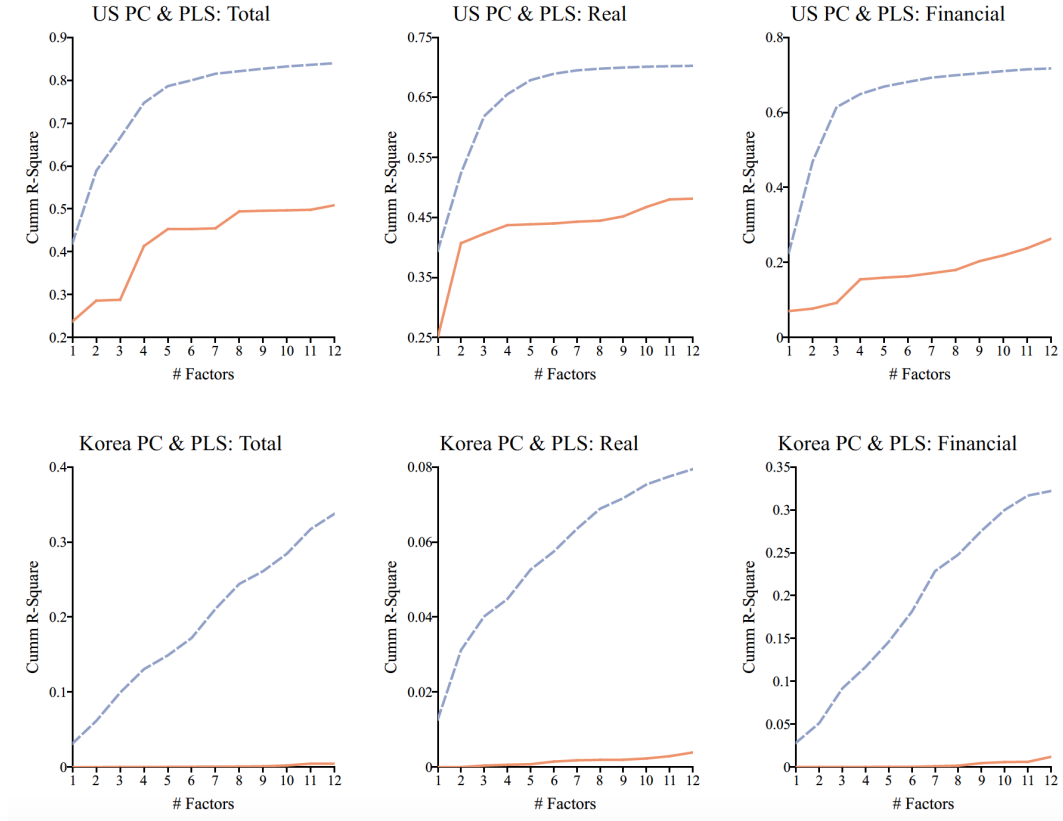 US PC & PLS: Total
0.9
0.8
0.7
0.6
0.5
0.4
0.3
0.2
Cumm R-Square
1 2 3 4 5 6 7 8 9 10 11 12
# Factors
US PC & PLS: Real
0.75
0.65
0.55
0.45
0.35
0.25
Cumm R-Square
1 2 3 4 5 6 7 8 9 10 11 12
# Factors
US PC & PLS: Financial
0.8
0.6
0.4
0.2
0
Cumm R-Square
1 2 3 4 5 6 7 8 9 10 11 12
# Factors
Korea PC & PLS: Total
0.4
0.3
0.2
0.1
0
Cumm R-Square
1 2 3 4 5 6 7 8 9 10 11 12
# Factors
Korea PC & PLS: Real
0.08
0.06
0.04
0.02
0
Cumm R-Square
1 2 3 4 5 6 7 8 9 10 11 12
# Factors
Korea PC & PLS: Financial
0.35
0.3
0.25
0.2
0.15
0.1
0.05
0
Cumm R-Square
1 2 3 4 5 6 7 8 9 10 11 12
# Factors